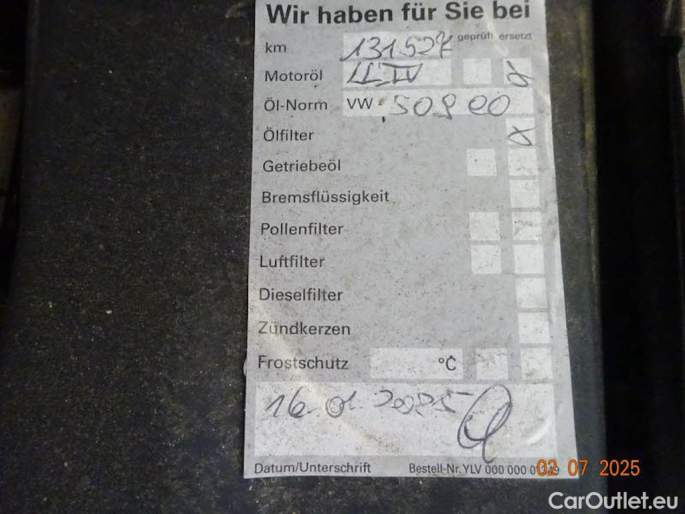 Wir haben für Sie bei
km 131527 geprüft ersetzt
Motoröl LL IV
Öl-Norm VW 508 00
Ölfilter X
Getriebeöl
Bremsflüssigkeit
Pollenfilter
Luftfilter
Dieselfilter
Zündkerzen
Frostschutz °C
16.01.2025
Datum/Unterschrift Bestell-Nr. YLV 000 000
02 07 2025
CarOutlet.eu